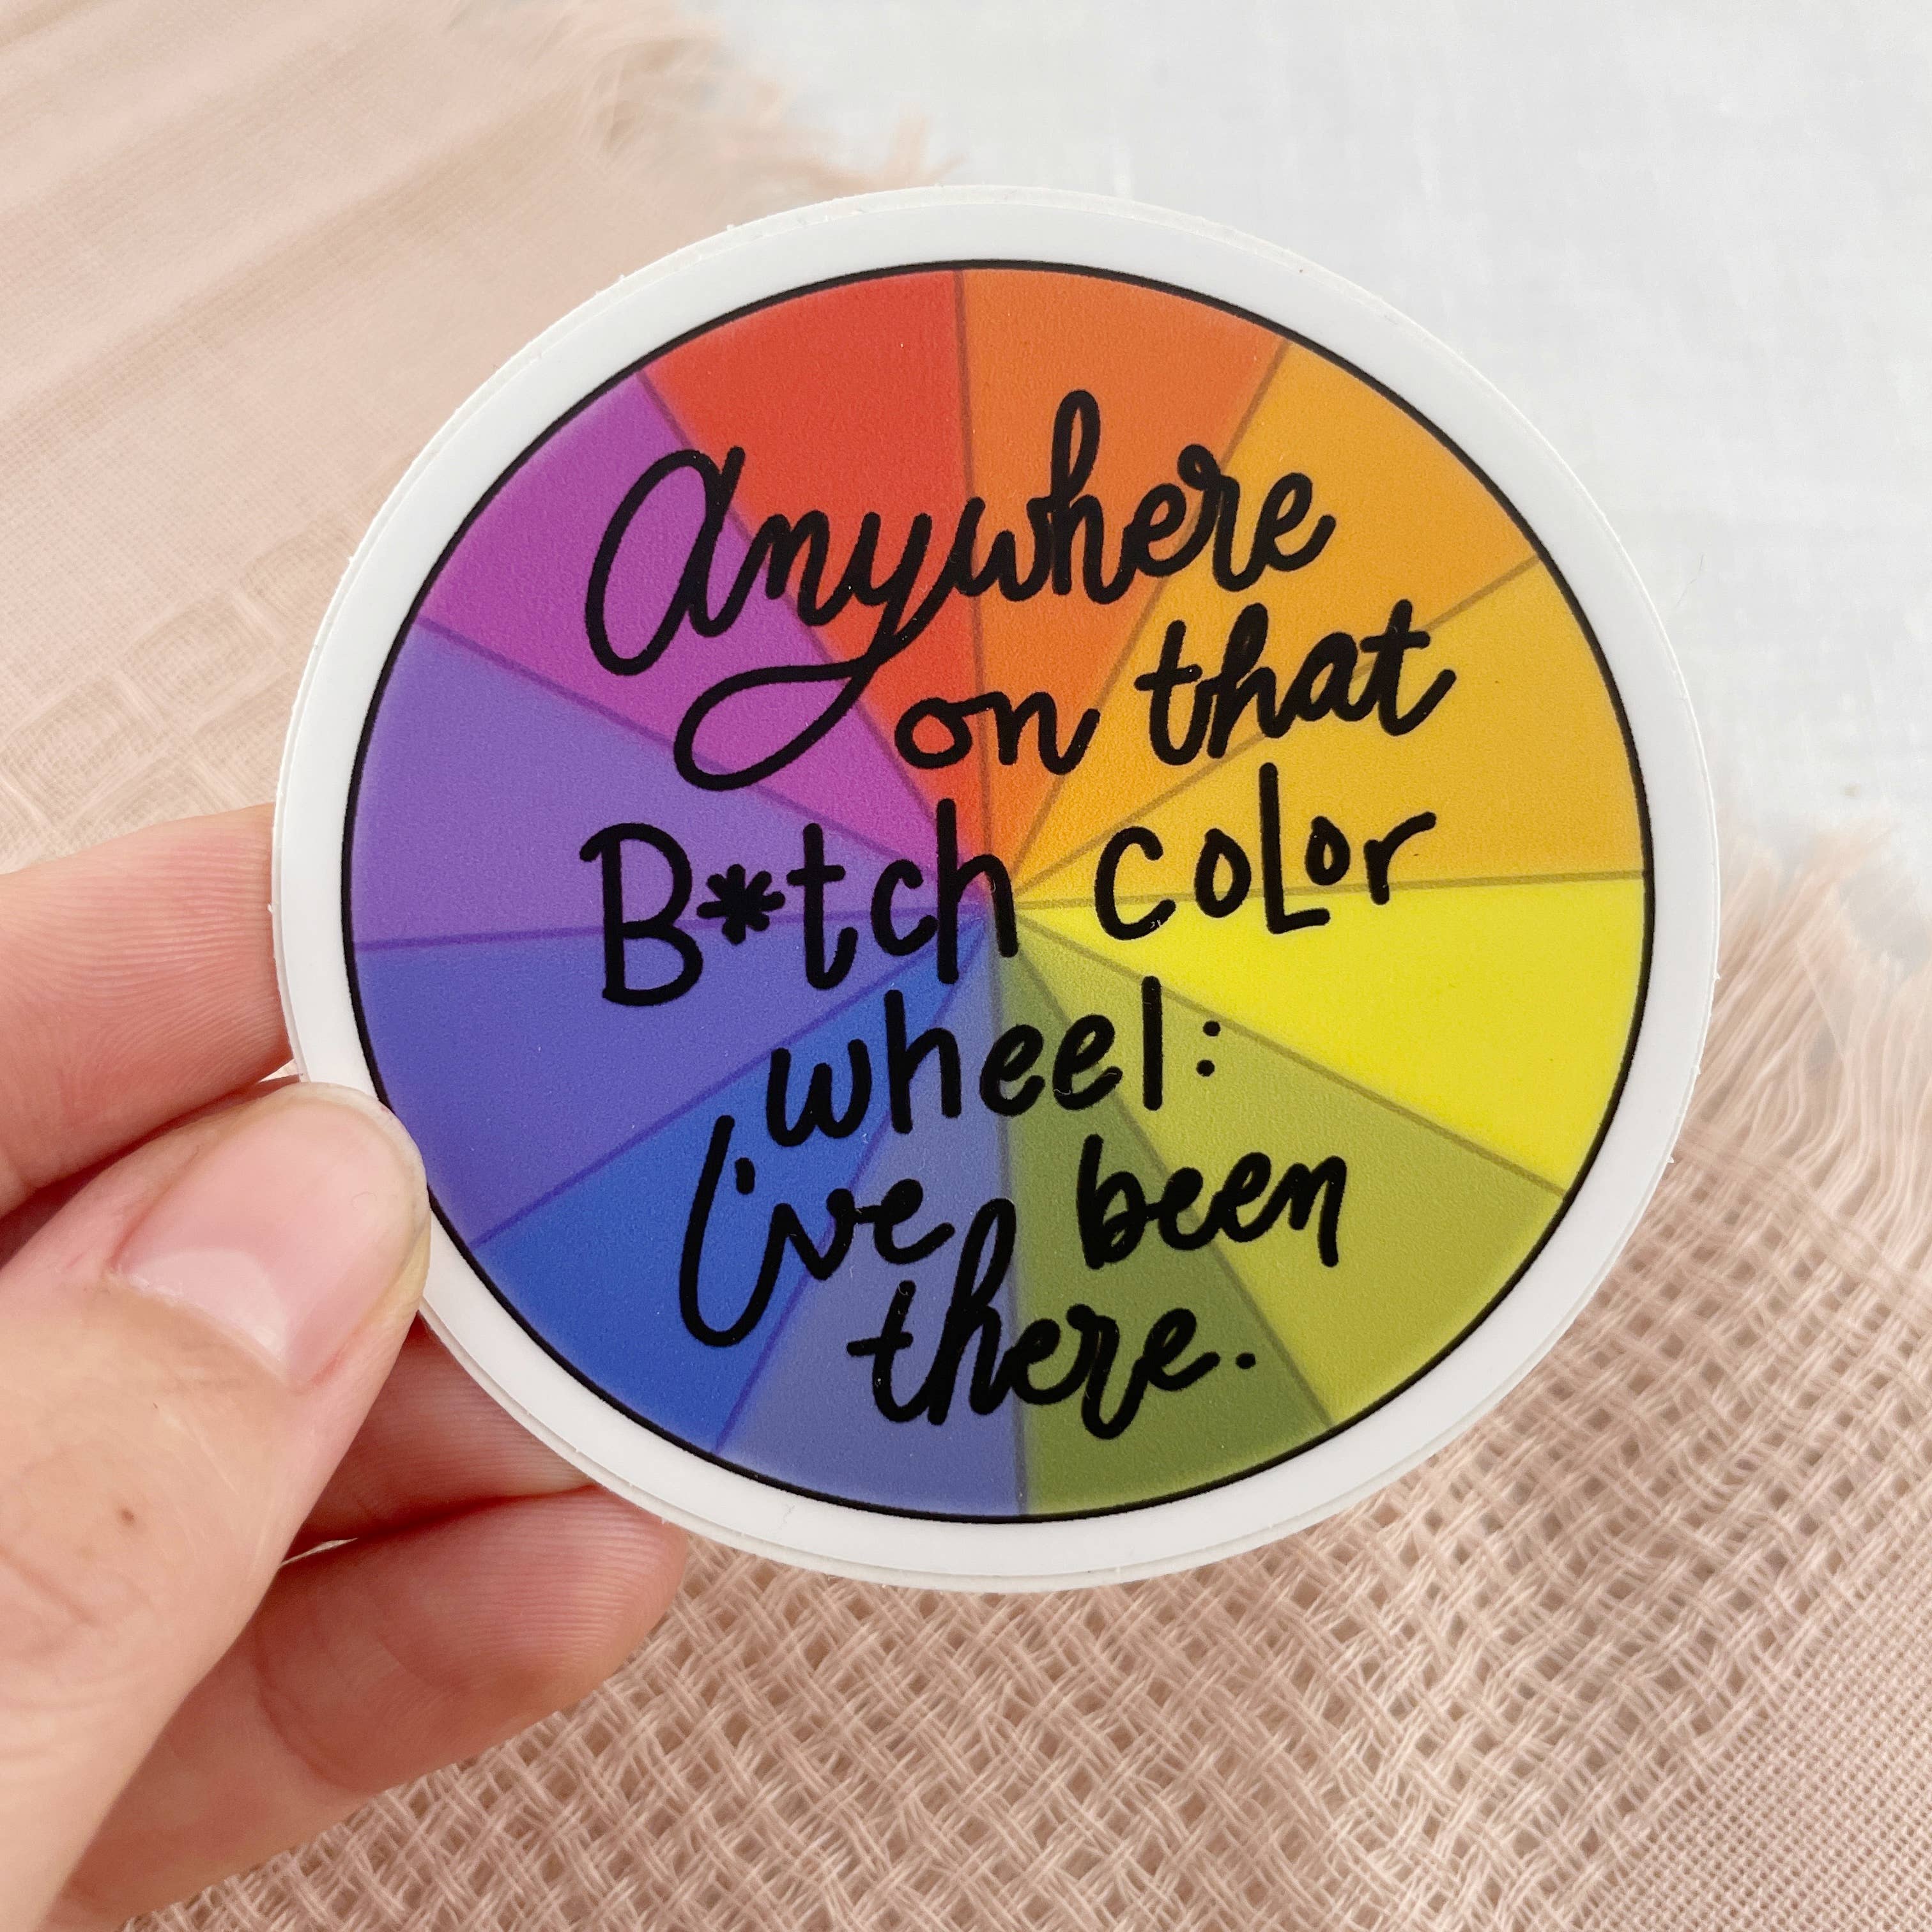 Anywhere
on that
B*tch color
wheel:
I've been
there.